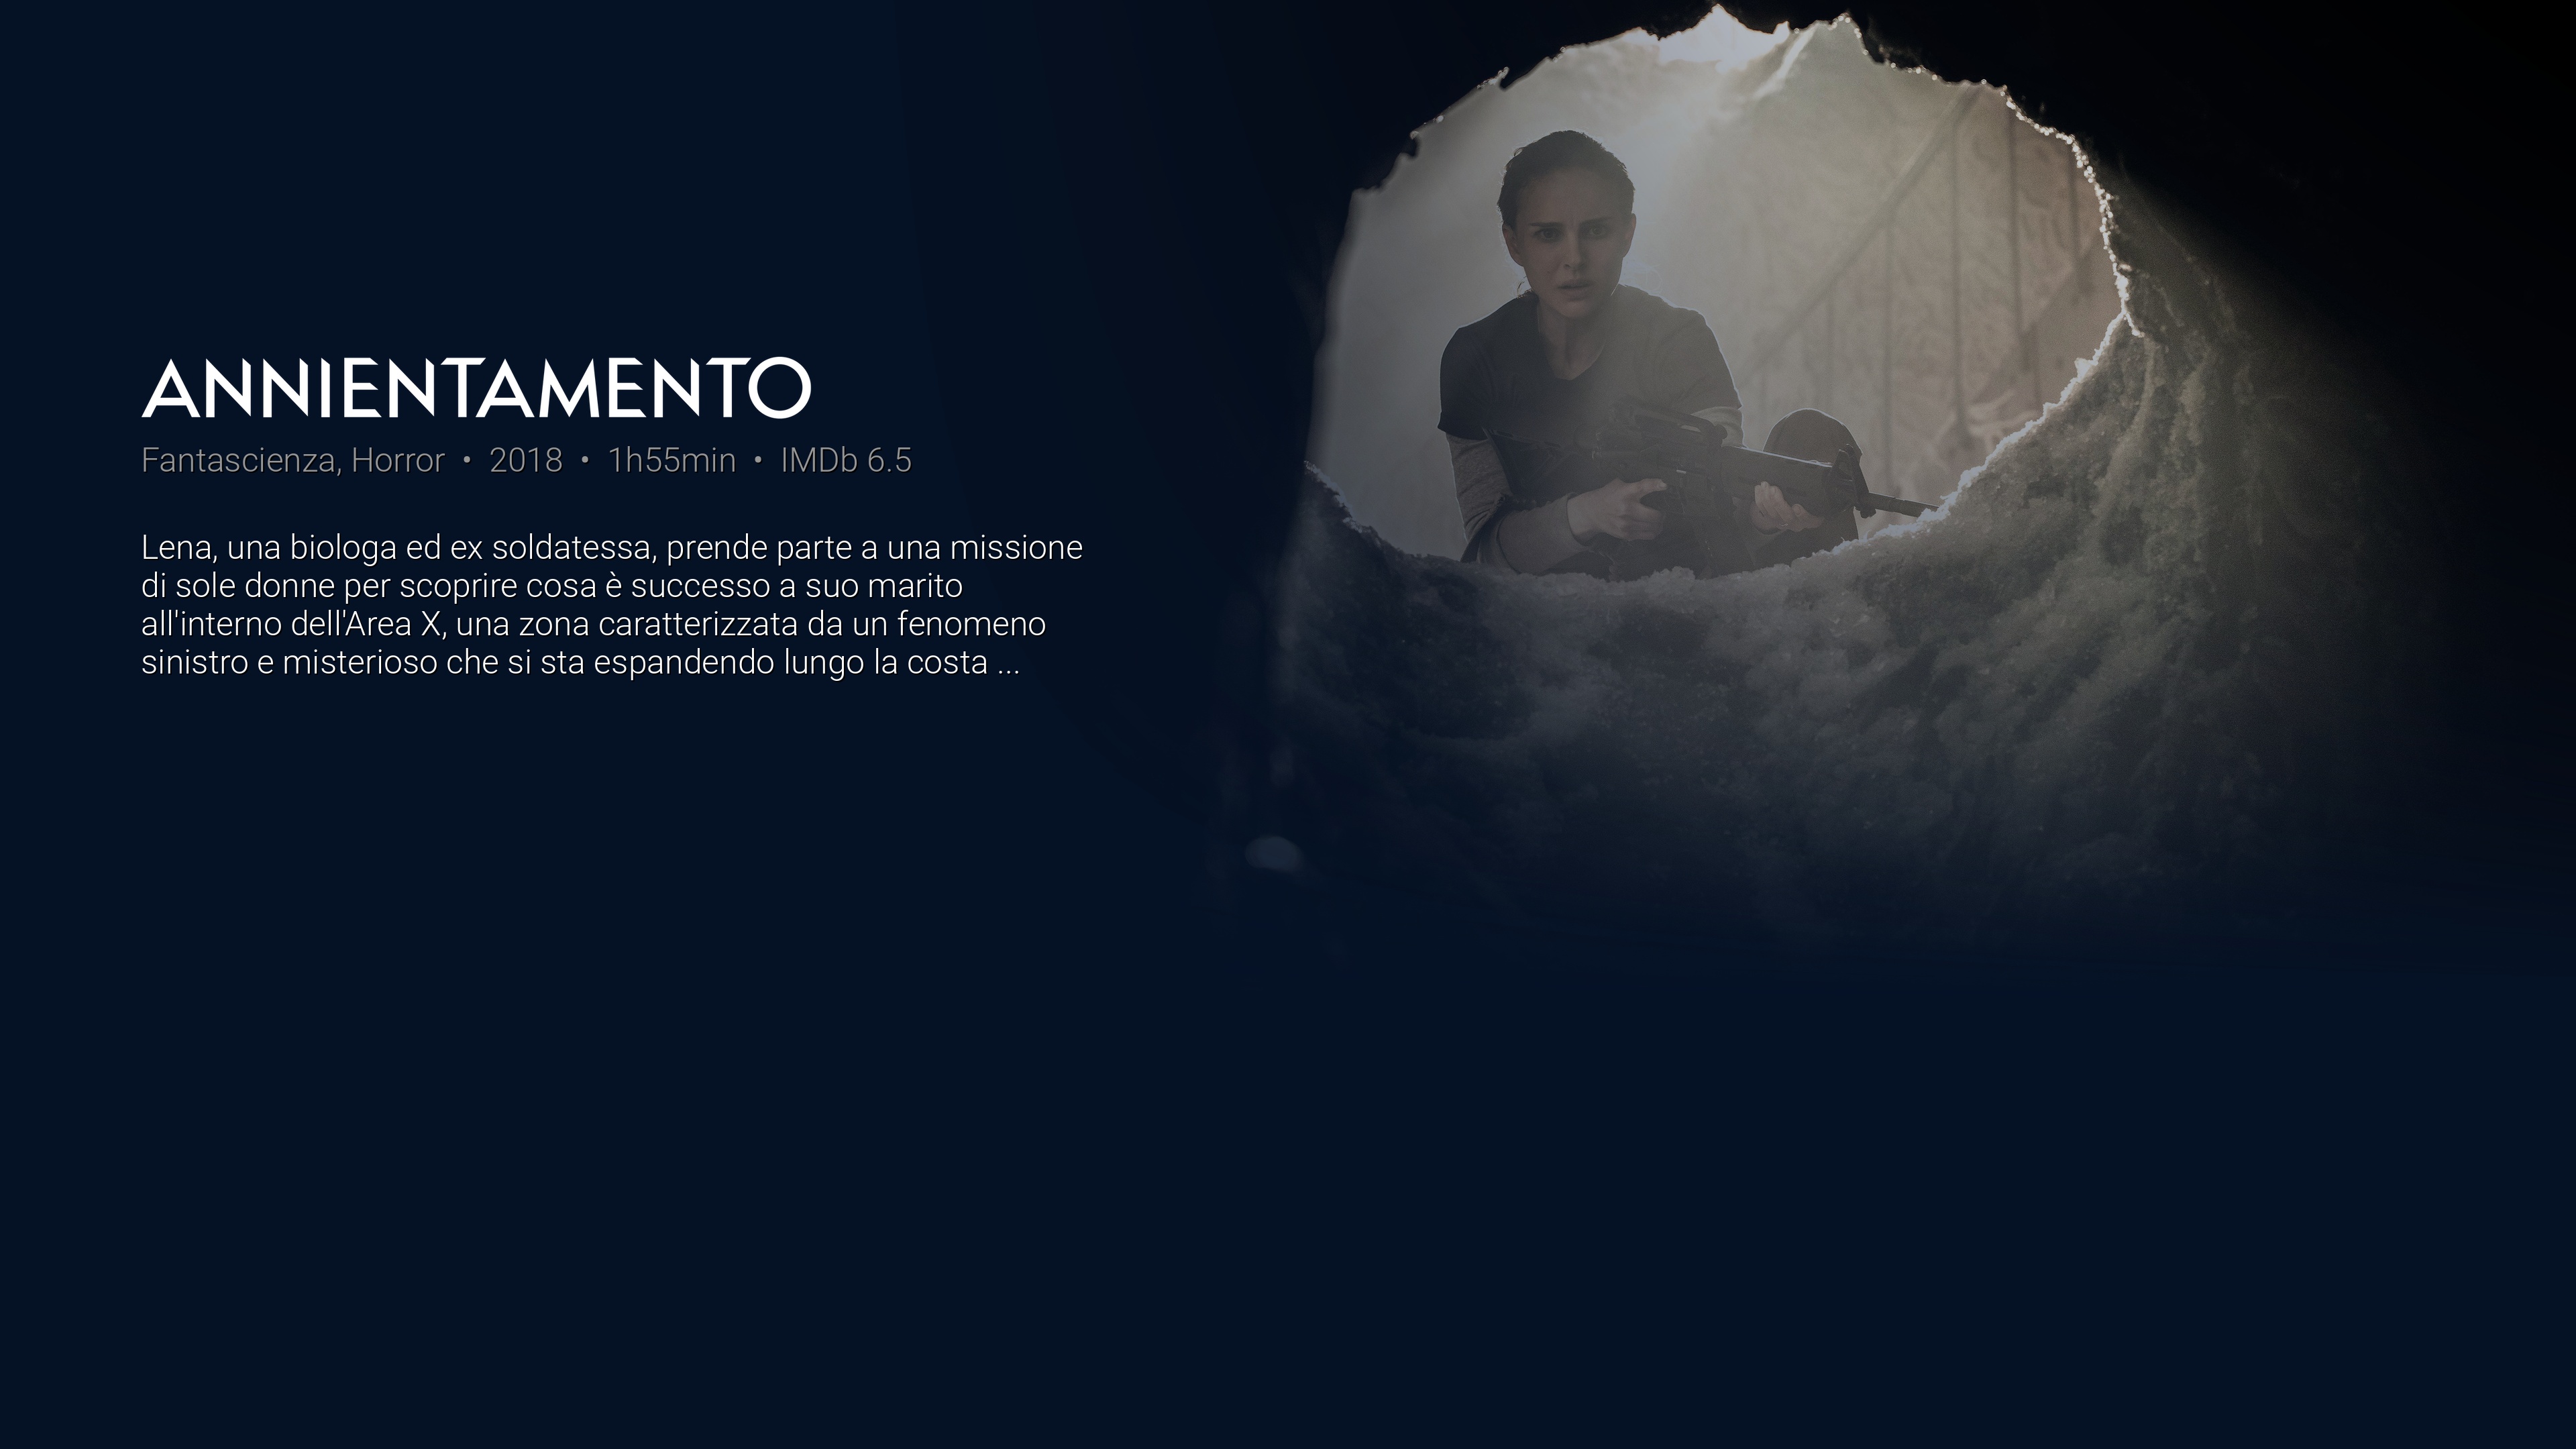 ANNIENTAMENTO
Fantascienza, Horror • 2018 • 1h55min • IMDb 6.5
Lena, una biologa ed ex soldatessa, prende parte a una missione
di sole donne per scoprire cosa è successo a suo marito
all'interno dell'Area X, una zona caratterizzata da un fenomeno
sinistro e misterioso che si sta espandendo lungo la costa ...